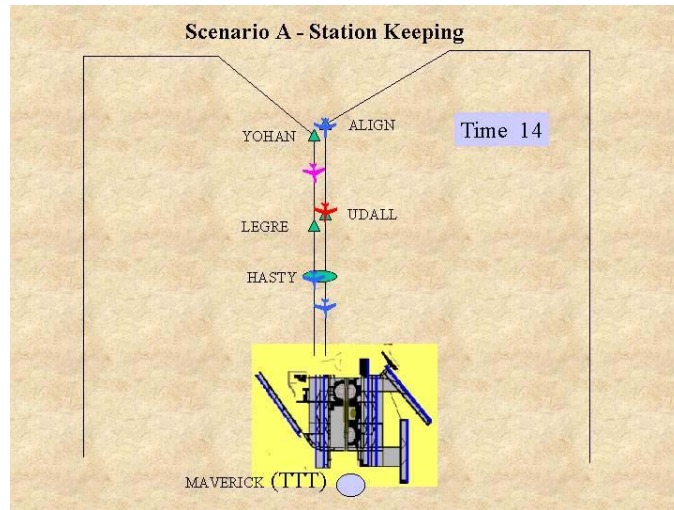 Scenario A - Station Keeping
ALIGN
YOHAN
Time 14
UDALL
LEGRE
HASTY
MAVERICK (TTT)